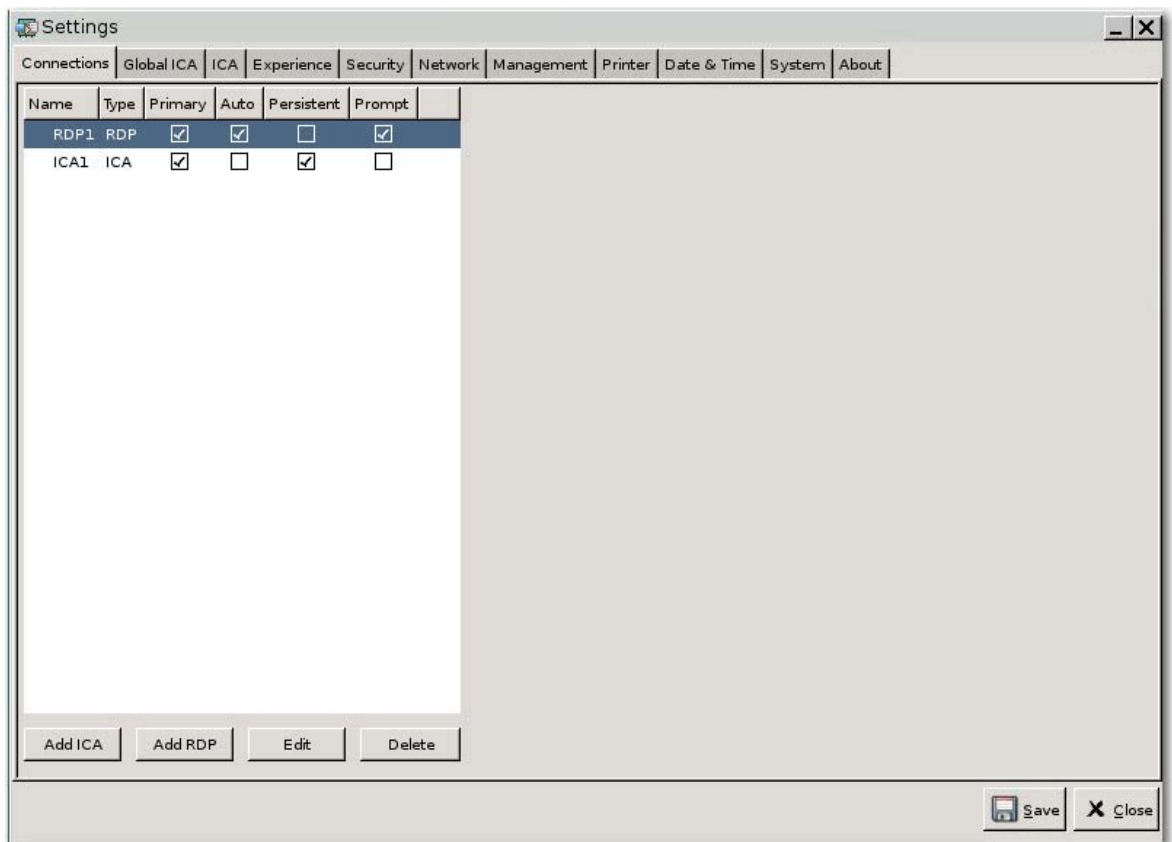 Settings
Connections Global ICA ICA Experience Security Network Management Printer Date & Time System About
Name Type Primary Auto Persistent Prompt
RDP1 RDP
ICA1 ICA
Add ICA Add RDP Edit Delete
Save Close